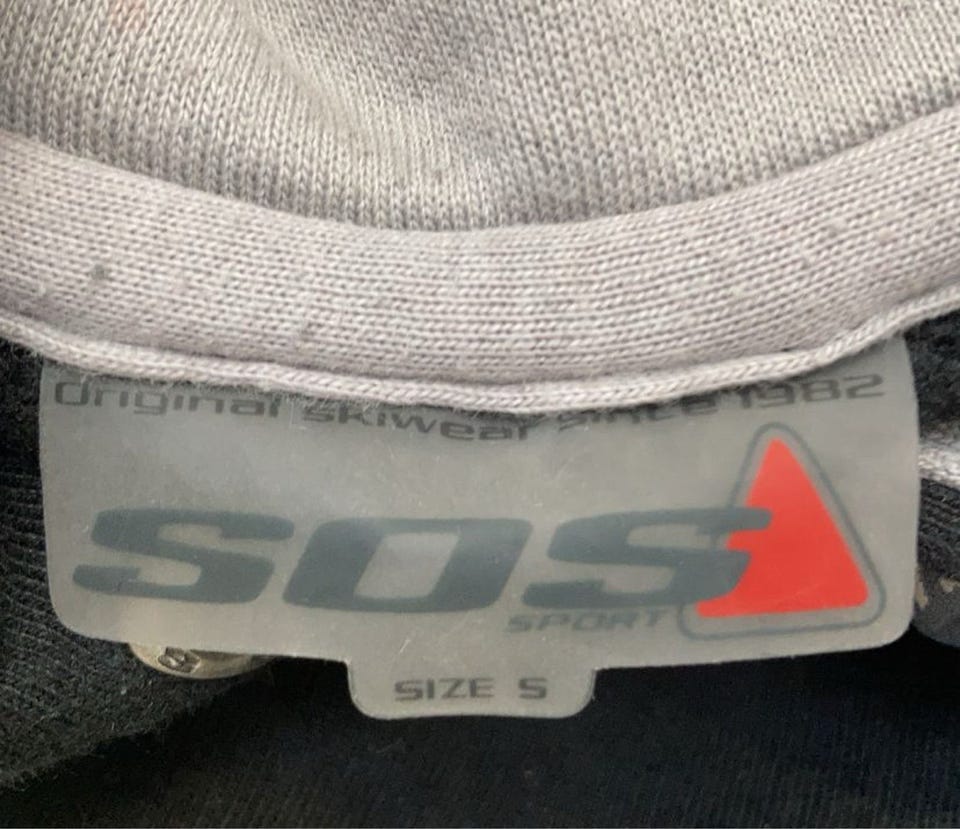 Original skiwear since 1982
SOS
SPORT
SIZE S